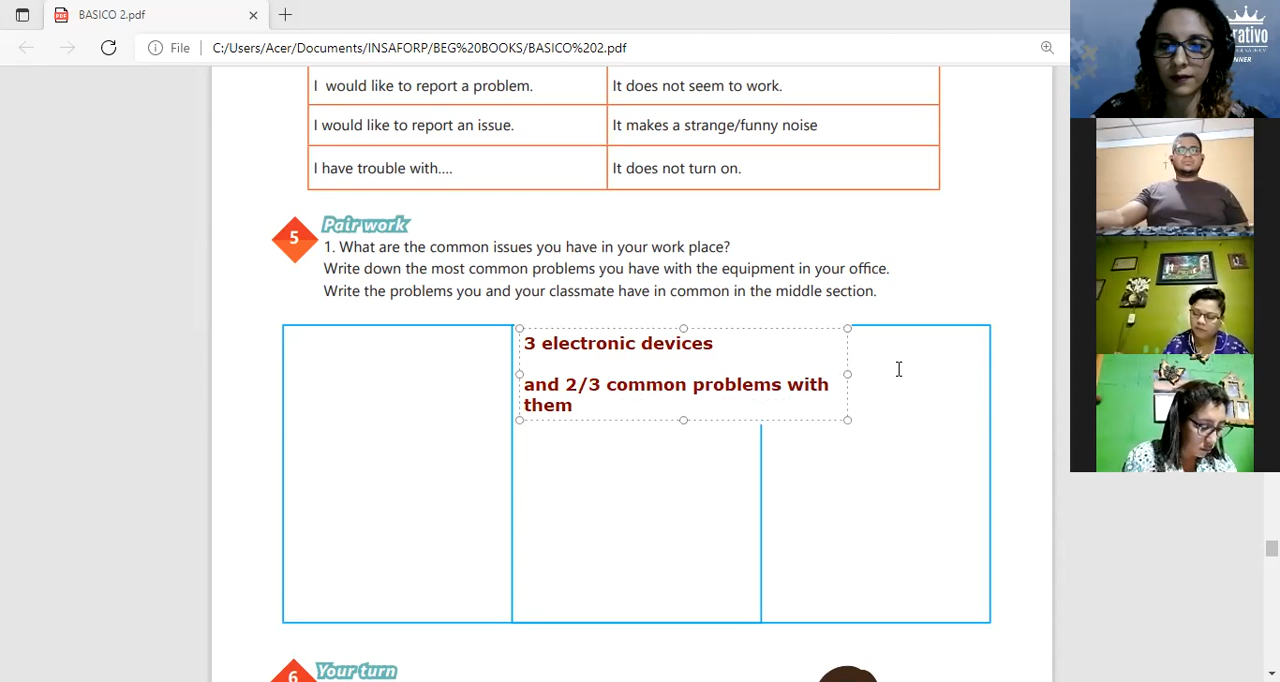 BASICO 2.pdf
File
C:/Users/Acer/Documents/INSAFORP/BEG%20BOOKS/BASICO%202.pdf
rativo
NNER
I would like to report a problem.
It does not seem to work.
I would like to report an issue.
It makes a strange/funny noise
I have trouble with....
It does not turn on.
5
Pair work
1. What are the common issues you have in your work place?
Write down the most common problems you have with the equipment in your office.
Write the problems you and your classmate have in common in the middle section.
3 electronic devices
and 2/3 common problems with
them
6
Your turn